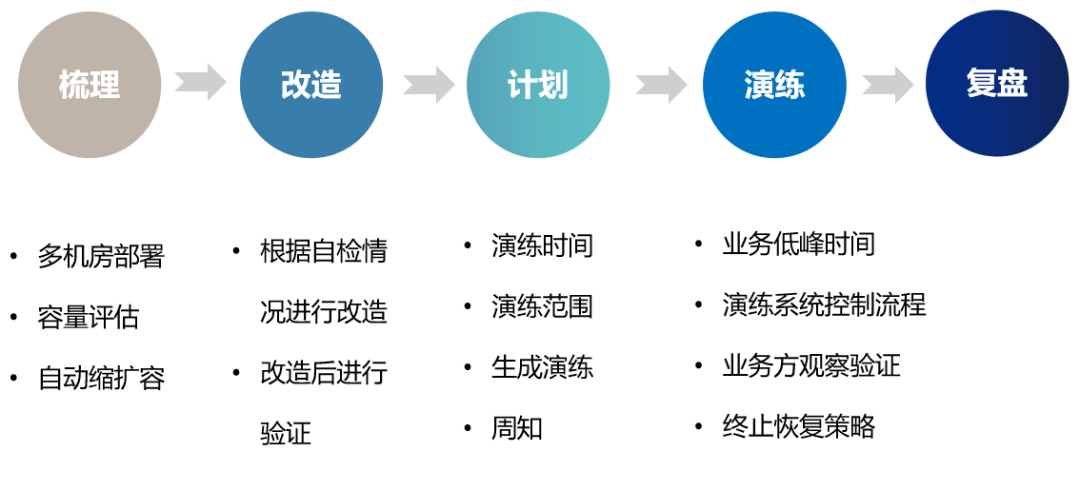 梳理
改造
计划
演练
复盘
• 多机房部署
• 容量评估
• 自动缩扩容
• 根据自检情
况进行改造
• 改造后进行
验证
• 演练时间
• 演练范围
• 生成演练
• 周知
• 业务低峰时间
• 演练系统控制流程
• 业务方观察验证
• 终止恢复策略